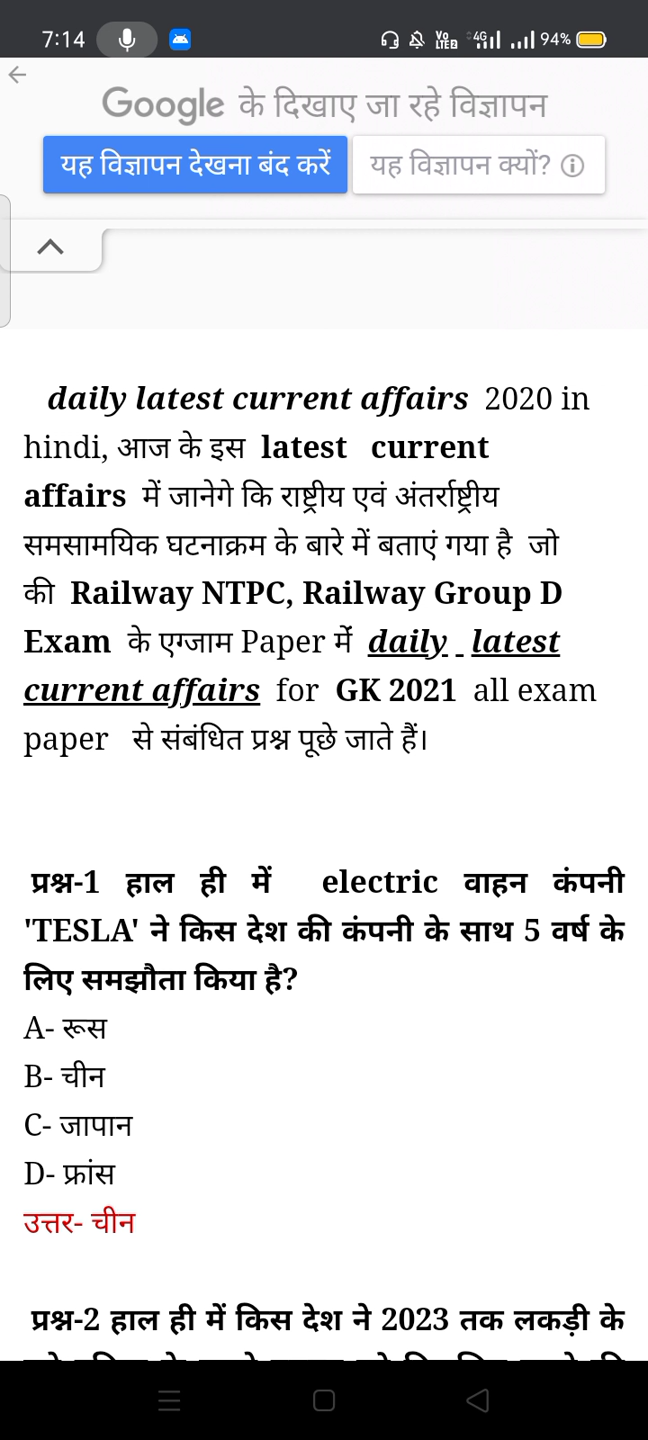 7:14 Vo LTE2 4G 94%
Google के दिखाए जा रहे विज्ञापन
यह विज्ञापन देखना बंद करें यह विज्ञापन क्यों?
daily latest current affairs 2020 in
hindi, आज के इस latest current
affairs में जानेगे कि राष्ट्रीय एवं अंतर्राष्ट्रीय
समसामयिक घटनाक्रम के बारे में बताएं गया है जो
की Railway NTPC, Railway Group D
Exam के एग्जाम Paper में daily latest
current affairs for GK 2021 all exam
paper से संबंधित प्रश्न पूछे जाते हैं।
प्रश्न-1 हाल ही में electric वाहन कंपनी
'TESLA' ने किस देश की कंपनी के साथ 5 वर्ष के
लिए समझौता किया है?
A- रूस
B- चीन
C- जापान
D- फ्रांस
उत्तर- चीन
प्रश्न-2 हाल ही में किस देश ने 2023 तक लकड़ी के